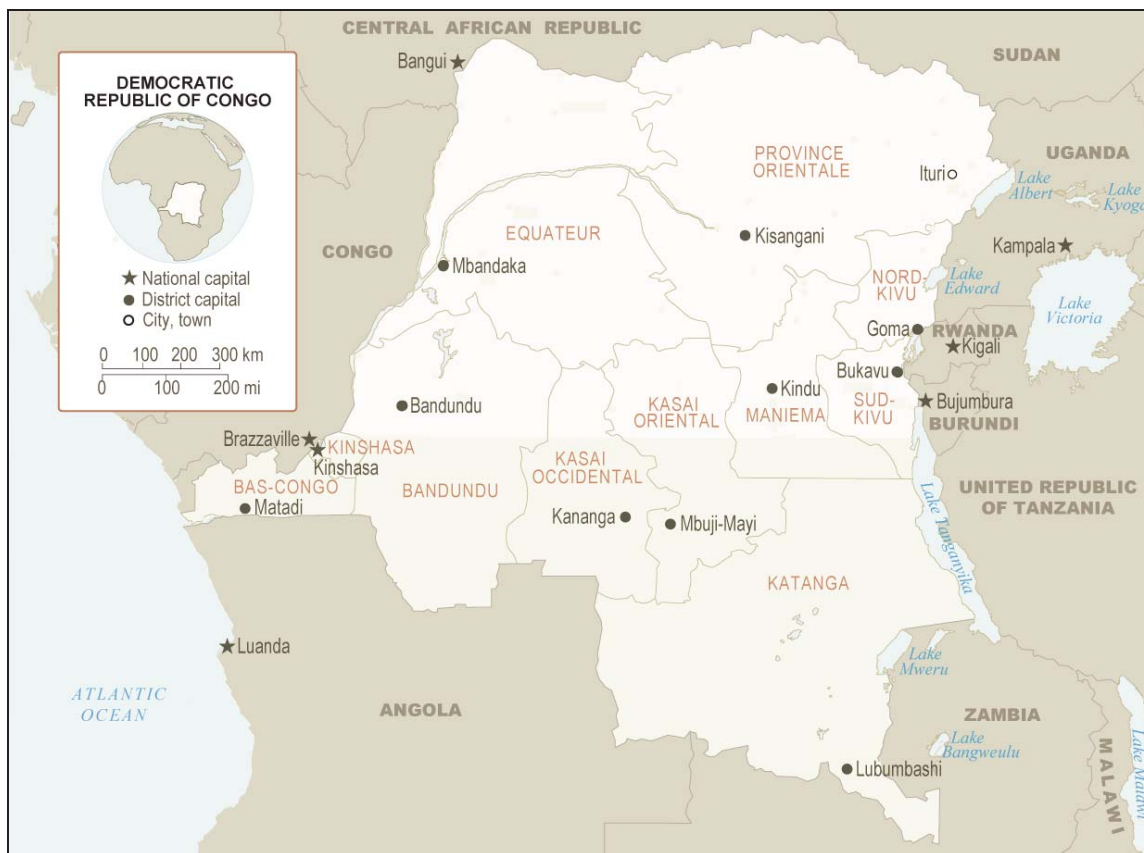 CENTRAL AFRICAN REPUBLIC
Bangui
SUDAN
DEMOCRATIC
REPUBLIC OF CONGO
National capital
District capital
City, town
0 100 200 300 km
0 100 200 mi
PROVINCE
ORIENTALE
Ituri
UGANDA
Lake
Albert
Lake
Kyoga
CONGO
EQUATEUR
Kisangani
Kampala
Mbandaka
NORD-
KIVU
Lake
Edward
Lake
Victoria
Goma
RWANDA
Kigali
Bukavu
Bandundu
KASAI
ORIENTAL
Kindu
MANIEMA
SUD-
KIVU
Bujumbura
BURUNDI
Brazzaville
KINSHASA
Kinshasa
BAS-CONGO
Matadi
BANDUNDU
KASAI
OCCIDENTAL
Kananga
Mbuji-Mayi
Lake Tanganyika
UNITED REPUBLIC
OF TANZANIA
KATANGA
Luanda
Lake
Mweru
ATLANTIC
OCEAN
ANGOLA
ZAMBIA
Lake
Bangweulu
Lubumbashi
MALAWI
Lake Malawi